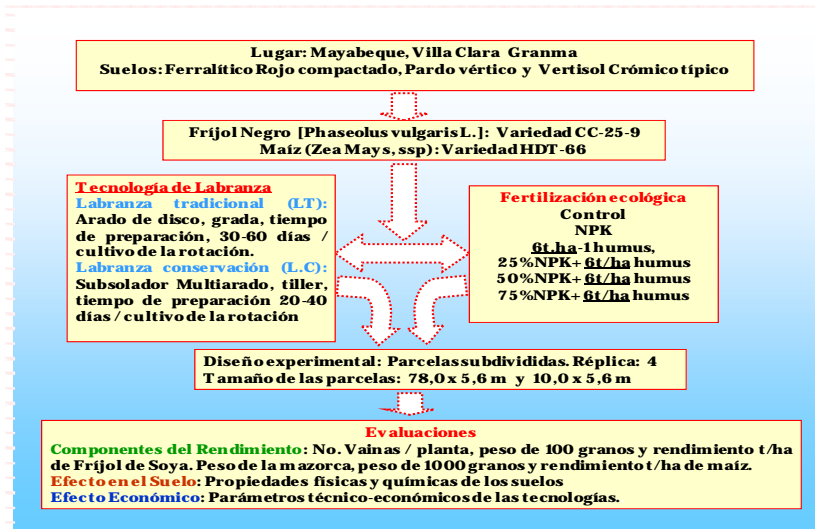 Lugar: Mayabeque, Villa Clara Granma
Suelos: Ferralítico Rojo compactado, Pardo vértico y Vertisol Crómico típico
Fríjol Negro [Phaseolus vulgaris L.]: Variedad CC-25-9
Maíz (Zea Mays, ssp): Variedad HDT-66
Tecnología de Labranza
Labranza tradicional (LT):
Arado de disco, grada, tiempo
de preparación, 30-60 días /
cultivo de la rotación.
Labranza conservación (L.C):
Subsolador Multiarado, tiller,
tiempo de preparación 20-40
días / cultivo de la rotación
Fertilización ecológica
Control
NPK
6t.ha-1 humus,
25%NPK+ 6t/ha humus
50%NPK+ 6t/ha humus
75%NPK+ 6t/ha humus
Diseño experimental: Parcelas subdivididas. Réplica: 4
Tamaño de las parcelas: 78,0 x 5,6 m y 10,0 x 5,6 m
Evaluaciones
Componentes del Rendimiento: No. Vainas / planta, peso de 100 granos y rendimiento t/ha
de Fríjol de Soya. Peso de la mazorca, peso de 1000 granos y rendimiento t/ha de maíz.
Efecto en el Suelo: Propiedades físicas y químicas de los suelos
Efecto Económico: Parámetros técnico-económicos de las tecnologías.